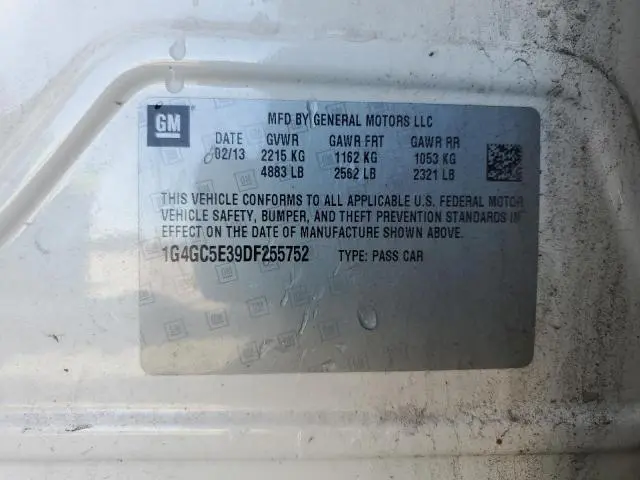 GM
MFD BY GENERAL MOTORS LLC
DATE GVWR GAWR FRT GAWR RR
02/13 2215 KG 1162 KG 1053 KG
4883 LB 2562 LB 2321 LB
THIS VEHICLE CONFORMS TO ALL APPLICABLE U.S. FEDERAL MOTOR
VEHICLE SAFETY, BUMPER, AND THEFT PREVENTION STANDARDS IN
EFFECT ON THE DATE OF MANUFACTURE SHOWN ABOVE.
1G4GC5E39DF255752 TYPE: PASS CAR